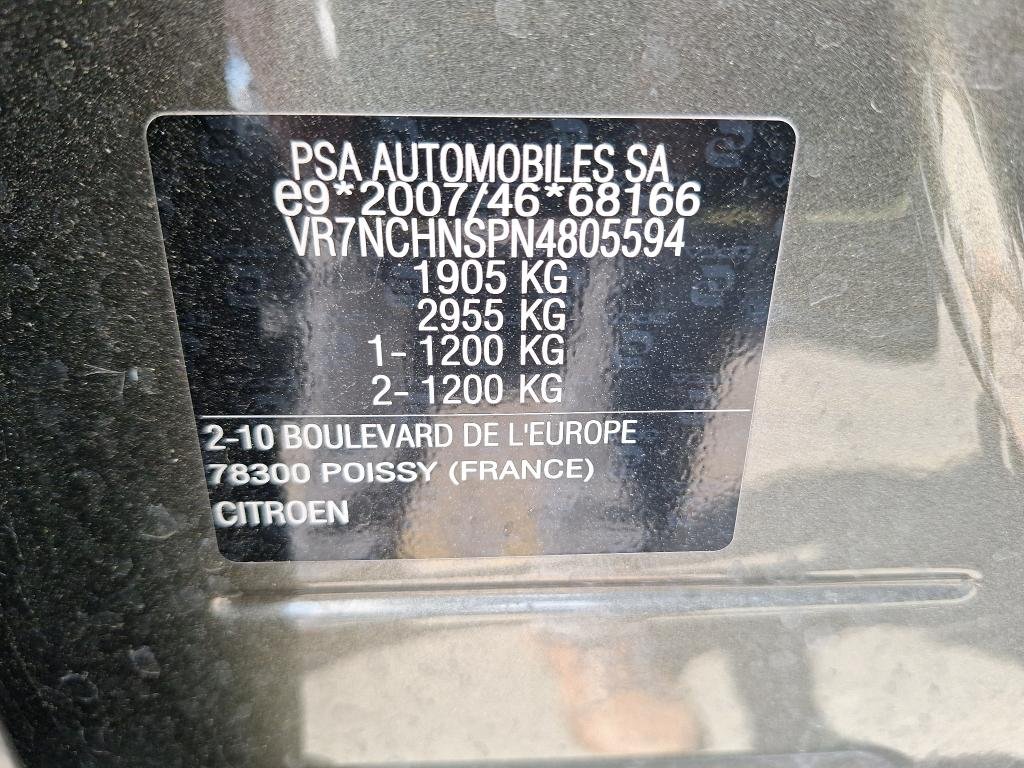 PSA AUTOMOBILES SA
e9*2007/46*68166
VR7NCHNSPN4805594
1905 KG
2955 KG
1- 1200 KG
2- 1200 KG
2-10 BOULEVARD DE L'EUROPE
78300 POISSY (FRANCE)
CITROEN